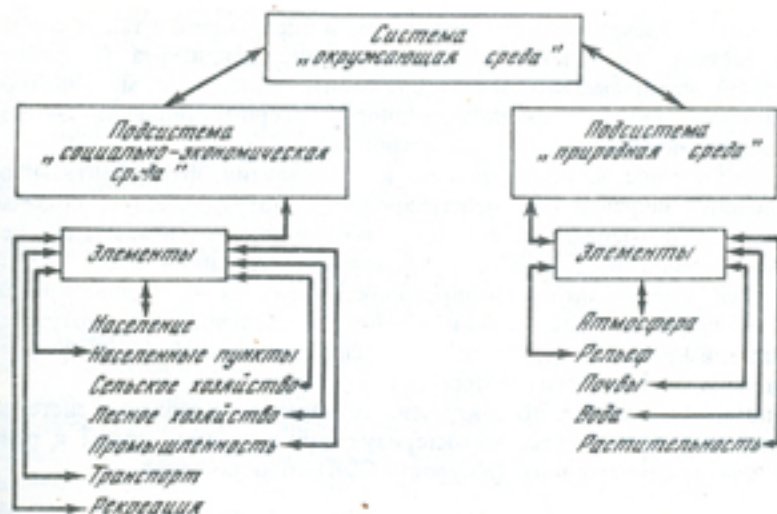 Система
„окружающая среда"
Подсистема
„социально-экономическая
среда"
Подсистема
„природная среда"
Элементы
Население
Населенные пункты
Сельское хозяйство
Лесное хозяйство
Промышленность
Транспорт
Рекреация
Элементы
Атмосфера
Рельеф
Почвы
Вода
Растительность